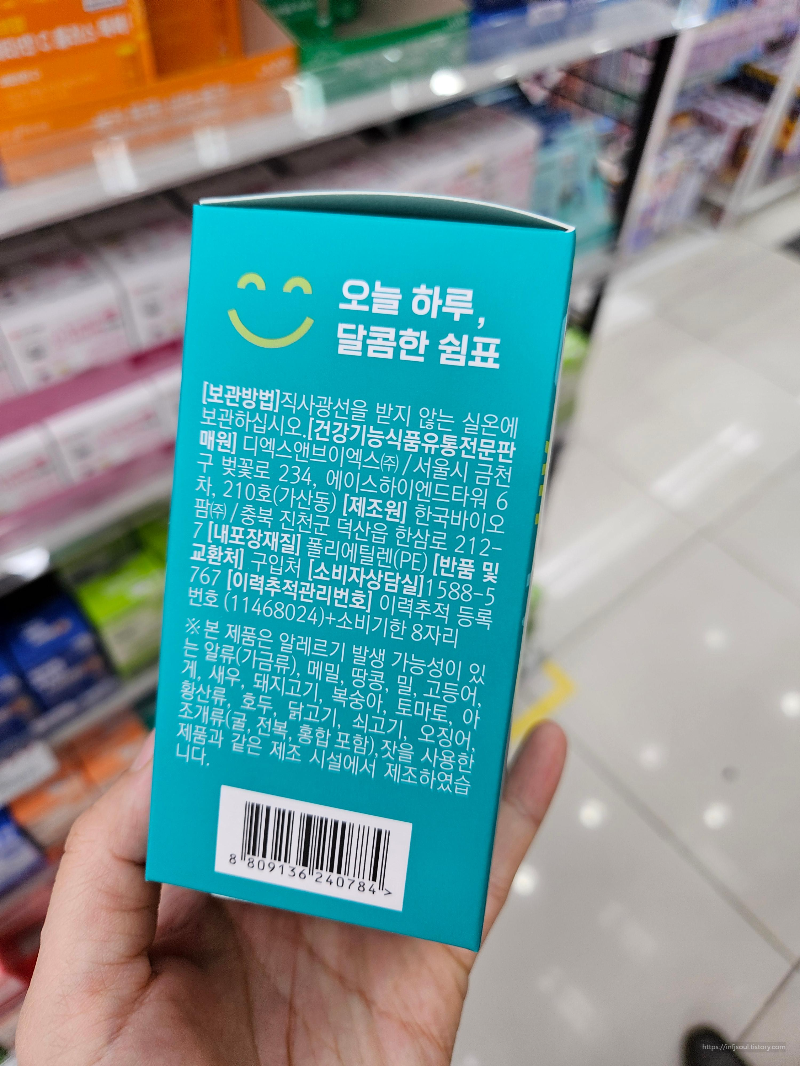 오늘 하루,
달콤한 쉼표
[보관방법]직사광선을 받지 않는 실온에
보관하십시오.[건강기능식품유통전문판
매원] 디엑스앤브이엑스㈜/서울시 금천
구 벚꽃로 234, 에이스하이엔드타워 6
차, 210호(가산동) [제조원] 한국바이오
팜㈜/충북 진천군 덕산읍 한삼로 212-
7 [내포장재질] 폴리에틸렌(PE) [반품 및
교환처] 구입처 [소비자상담실]1588-5
767 [이력추적관리번호] 이력추적 등록
번호 (11468024)+소비기한 8자리
※ 본 제품은 알레르기 발생 가능성이 있
는 알류(가금류), 메밀, 땅콩, 밀, 고등어,
게, 새우, 돼지고기, 복숭아, 토마토, 아
황산류, 호두, 닭고기, 쇠고기, 오징어,
조개류(굴, 전복, 홍합 포함),잣을 사용한
제품과 같은 제조 시설에서 제조하였습
니다.
8 809136 240784 >
https://infjsoul.tistory.com